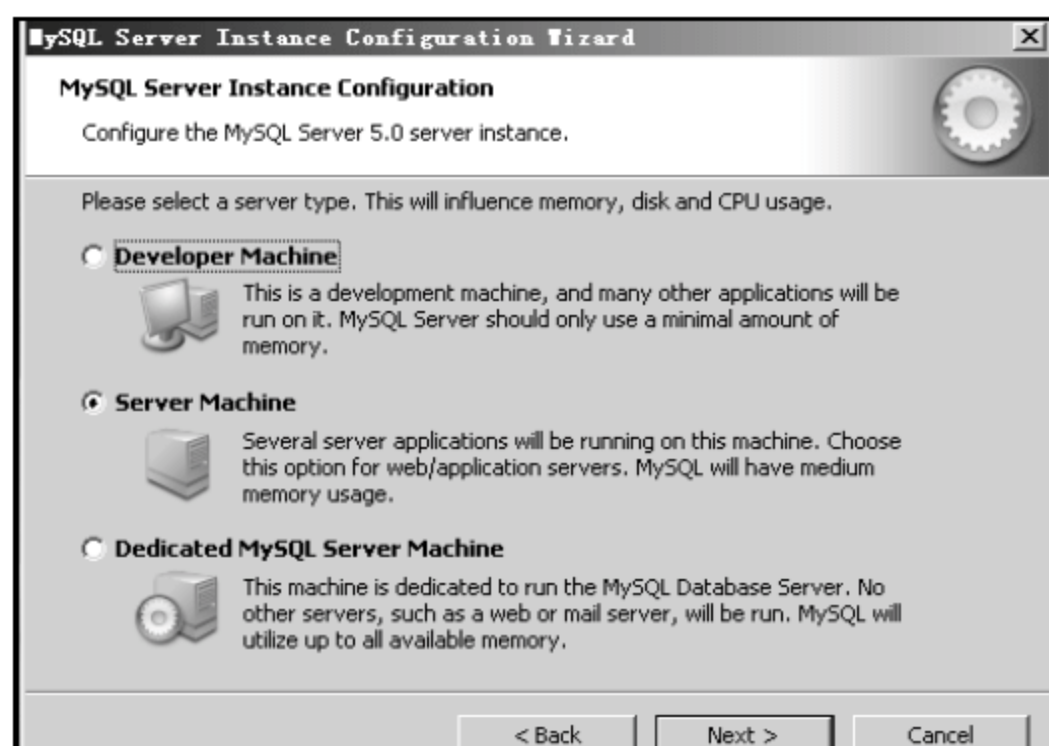 MySQL Server Instance Configuration Wizard
MySQL Server Instance Configuration
Configure the MySQL Server 5.0 server instance.
Please select a server type. This will influence memory, disk and CPU usage.
Developer Machine
This is a development machine, and many other applications will be
run on it. MySQL Server should only use a minimal amount of
memory.
Server Machine
Several server applications will be running on this machine. Choose
this option for web/application servers. MySQL will have medium
memory usage.
Dedicated MySQL Server Machine
This machine is dedicated to run the MySQL Database Server. No
other servers, such as a web or mail server, will be run. MySQL will
utilize up to all available memory.
< Back
Next >
Cancel